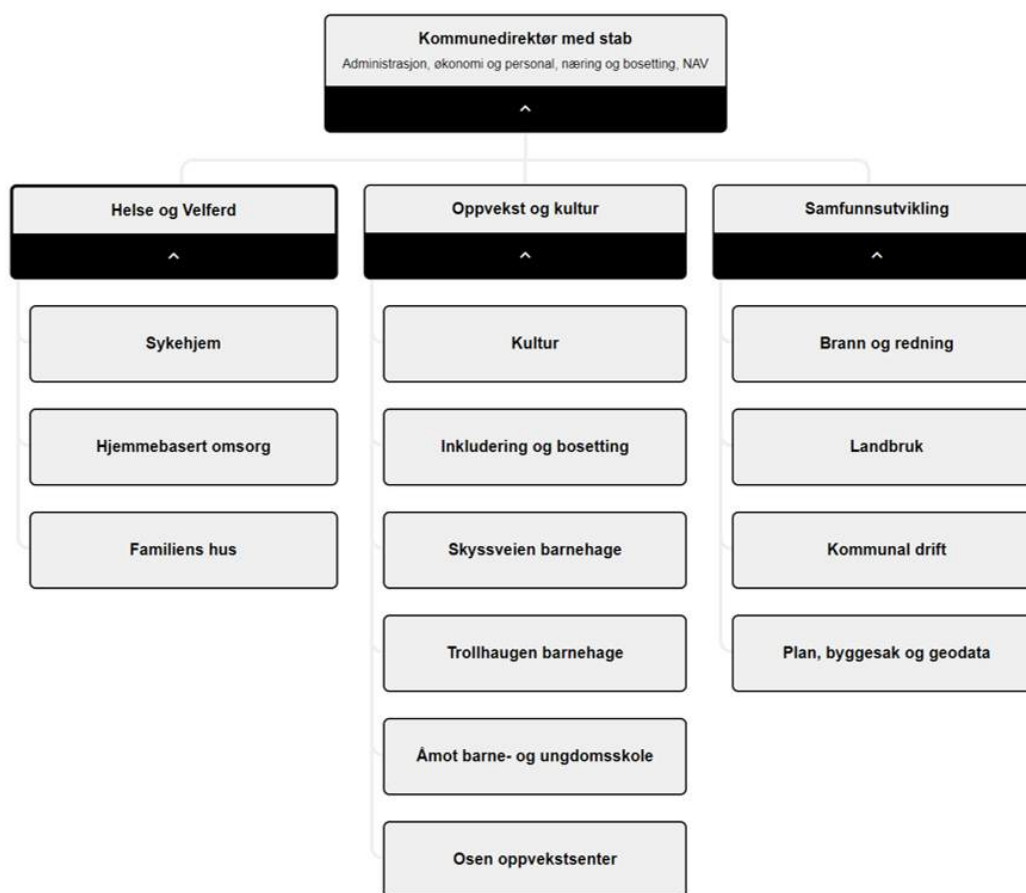 Kommunedirektør med stab
Administrasjon, økonomi og personal, næring og bosetting, NAV
Helse og Velferd
Sykehjem
Hjemmebasert omsorg
Familiens hus
Oppvekst og kultur
Kultur
Inkludering og bosetting
Skyssveien barnehage
Trollhaugen barnehage
Åmot barne- og ungdomsskole
Osen oppvekstsenter
Samfunnsutvikling
Brann og redning
Landbruk
Kommunal drift
Plan, byggesak og geodata